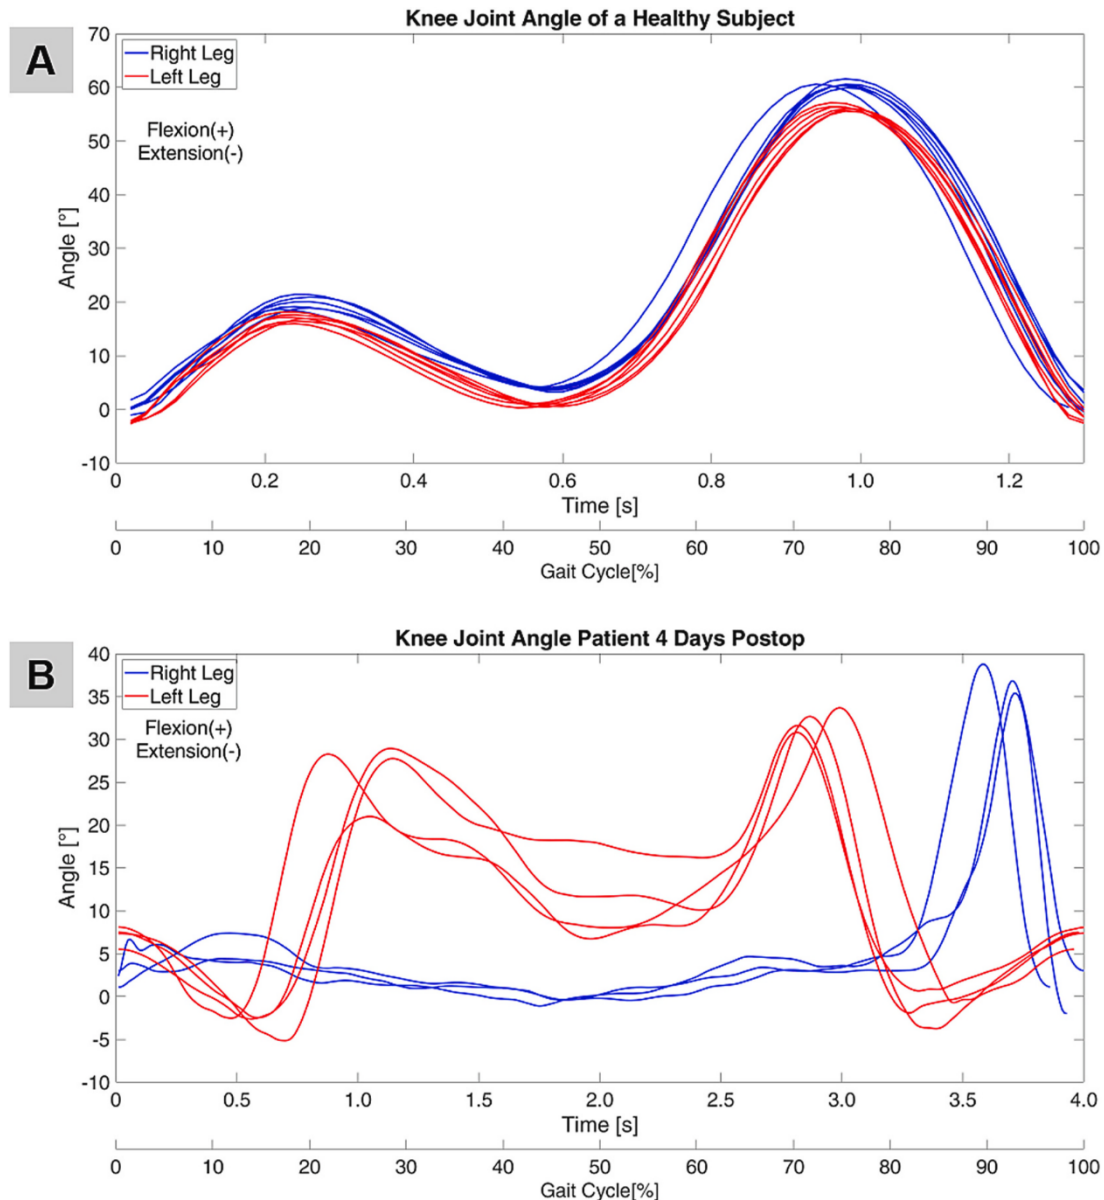 Knee Joint Angle of a Healthy Subject
A
70
60
50
40
30
20
10
0
-10
Angle [°]
Right Leg
Left Leg
Flexion(+)
Extension(-)
0 0.2 0.4 0.6 0.8 1.0 1.2
Time [s]
0 10 20 30 40 50 60 70 80 90 100
Gait Cycle[%]
Knee Joint Angle Patient 4 Days Postop
B
40
35
30
25
20
15
10
5
0
-5
-10
Angle [°]
Right Leg
Left Leg
Flexion(+)
Extension(-)
0 0.5 1.0 1.5 2.0 2.5 3.0 3.5 4.0
Time [s]
0 10 20 30 40 50 60 70 80 90 100
Gait Cycle[%]